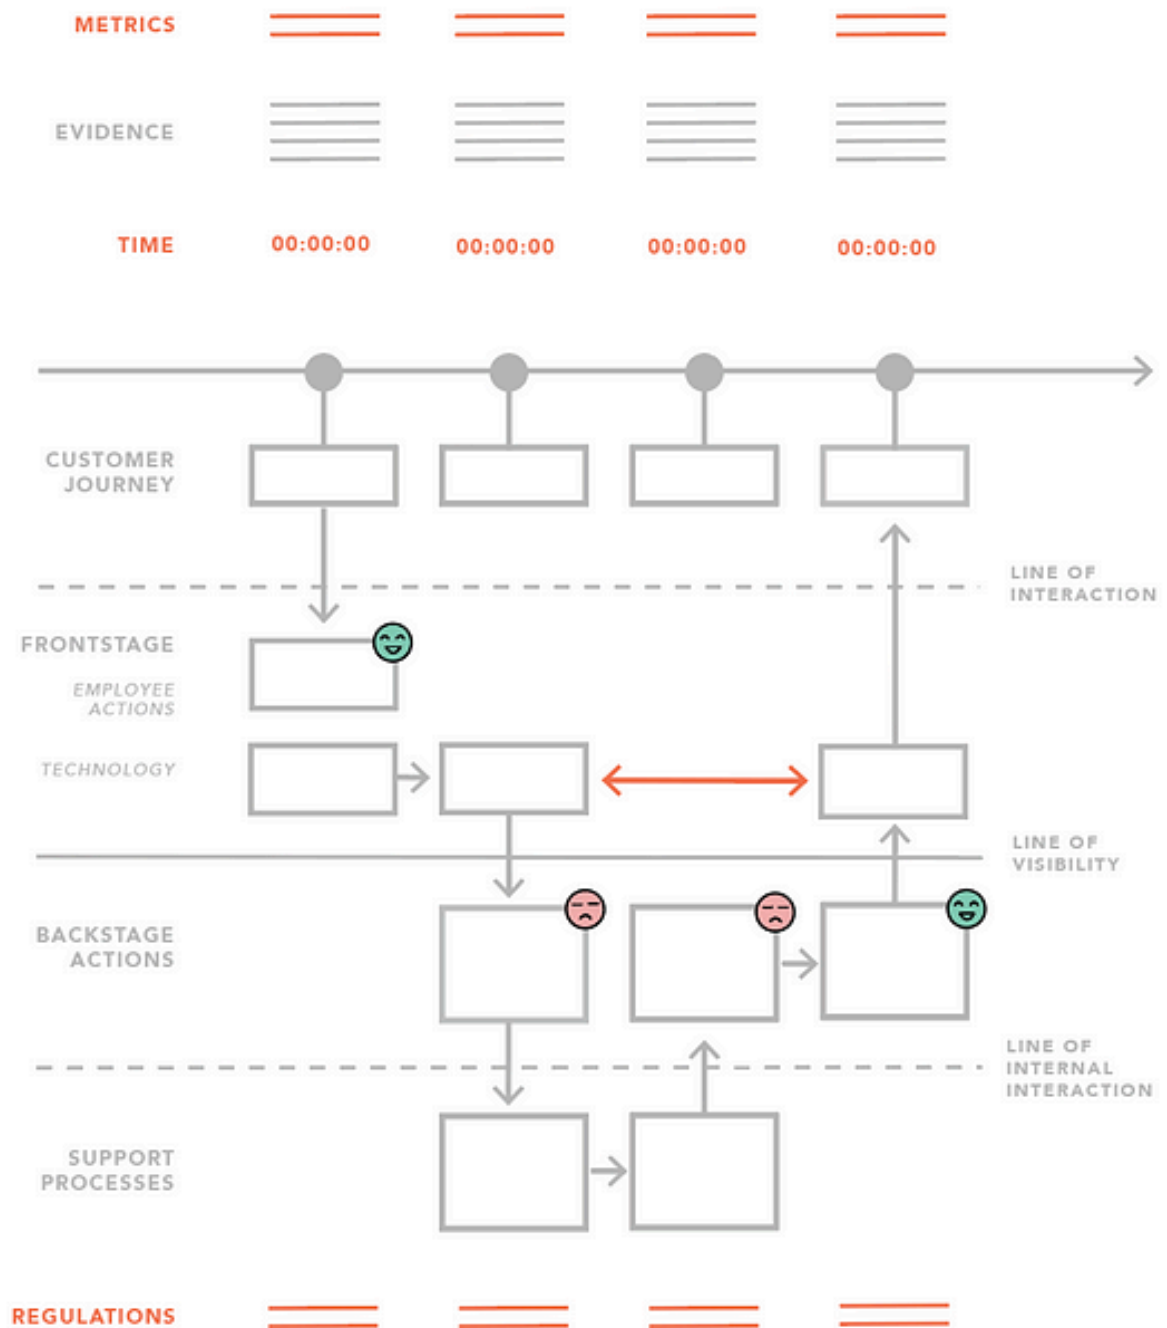 METRICS
EVIDENCE
TIME
00:00:00
00:00:00
00:00:00
00:00:00
CUSTOMER
JOURNEY
LINE OF
INTERACTION
FRONTSTAGE
EMPLOYEE
ACTIONS
TECHNOLOGY
LINE OF
VISIBILITY
BACKSTAGE
ACTIONS
LINE OF
INTERNAL
INTERACTION
SUPPORT
PROCESSES
REGULATIONS